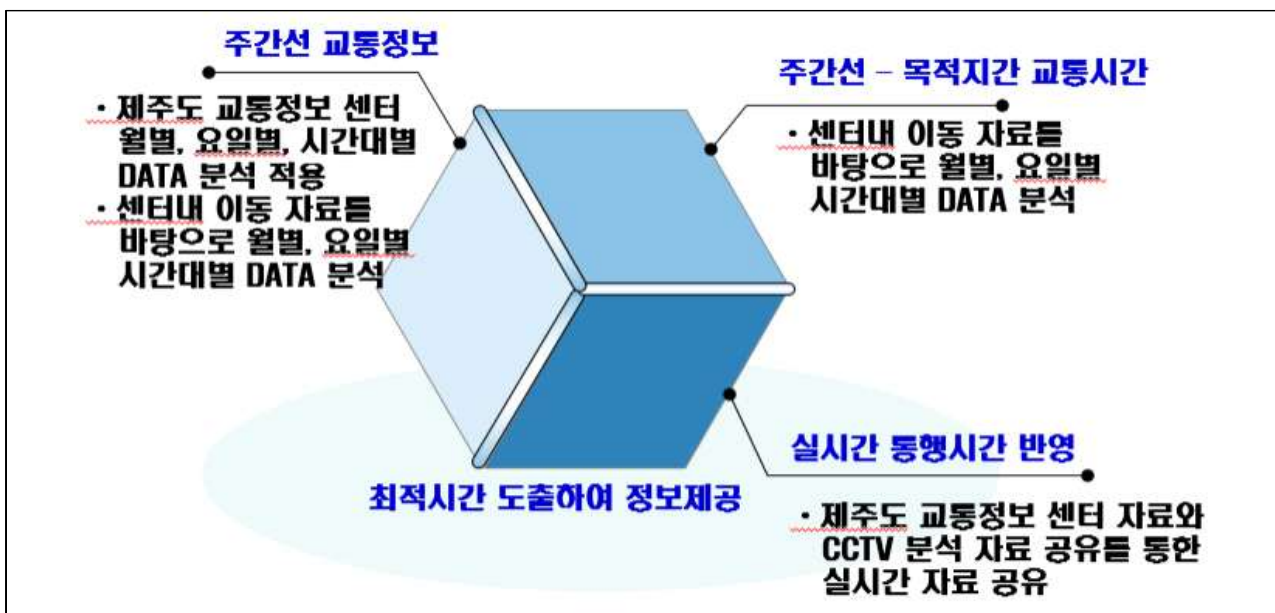 주간선 교통정보
· 제주도 교통정보 센터
월별, 요일별, 시간대별
DATA 분석 적용
· 센터내 이동 자료를
바탕으로 월별, 요일별
시간대별 DATA 분석
주간선 – 목적지간 교통시간
· 센터내 이동 자료를
바탕으로 월별, 요일별
시간대별 DATA 분석
실시간 통행시간 반영
· 제주도 교통정보 센터 자료와
CCTV 분석 자료 공유를 통한
실시간 자료 공유
최적시간 도출하여 정보제공